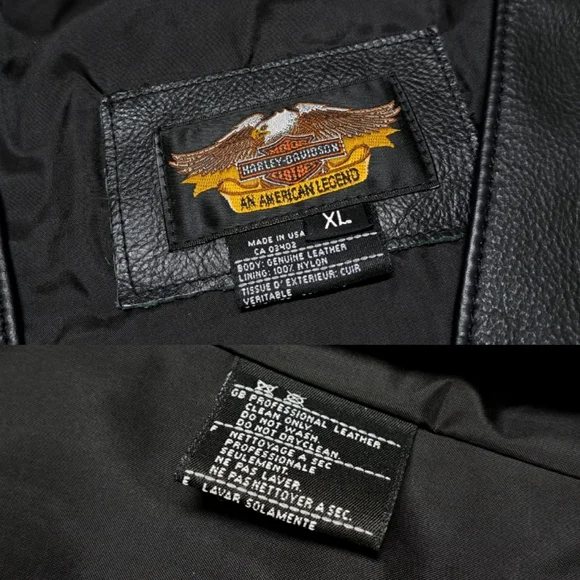 MOTOR
HARLEY-DAVIDSON
CLOTHES
AN AMERICAN LEGEND
XL
MADE IN USA
CA 03402
BODY: GENUINE LEATHER
LINING: 100% NYLON
TISSUE D' EXTERIEUR: CUIR
VERITABLE
GB PROFESSIONAL LEATHER
CLEAN ONLY.
DO NOT WASH.
DO NOT DRYCLEAN.
F NETTOYAGE A SEC
PROFESSIONALE
SEULEMENT.
NE PAS LAVER.
NE PAS NETTOYER A SEC.
E LAVAR SOLAMENTE